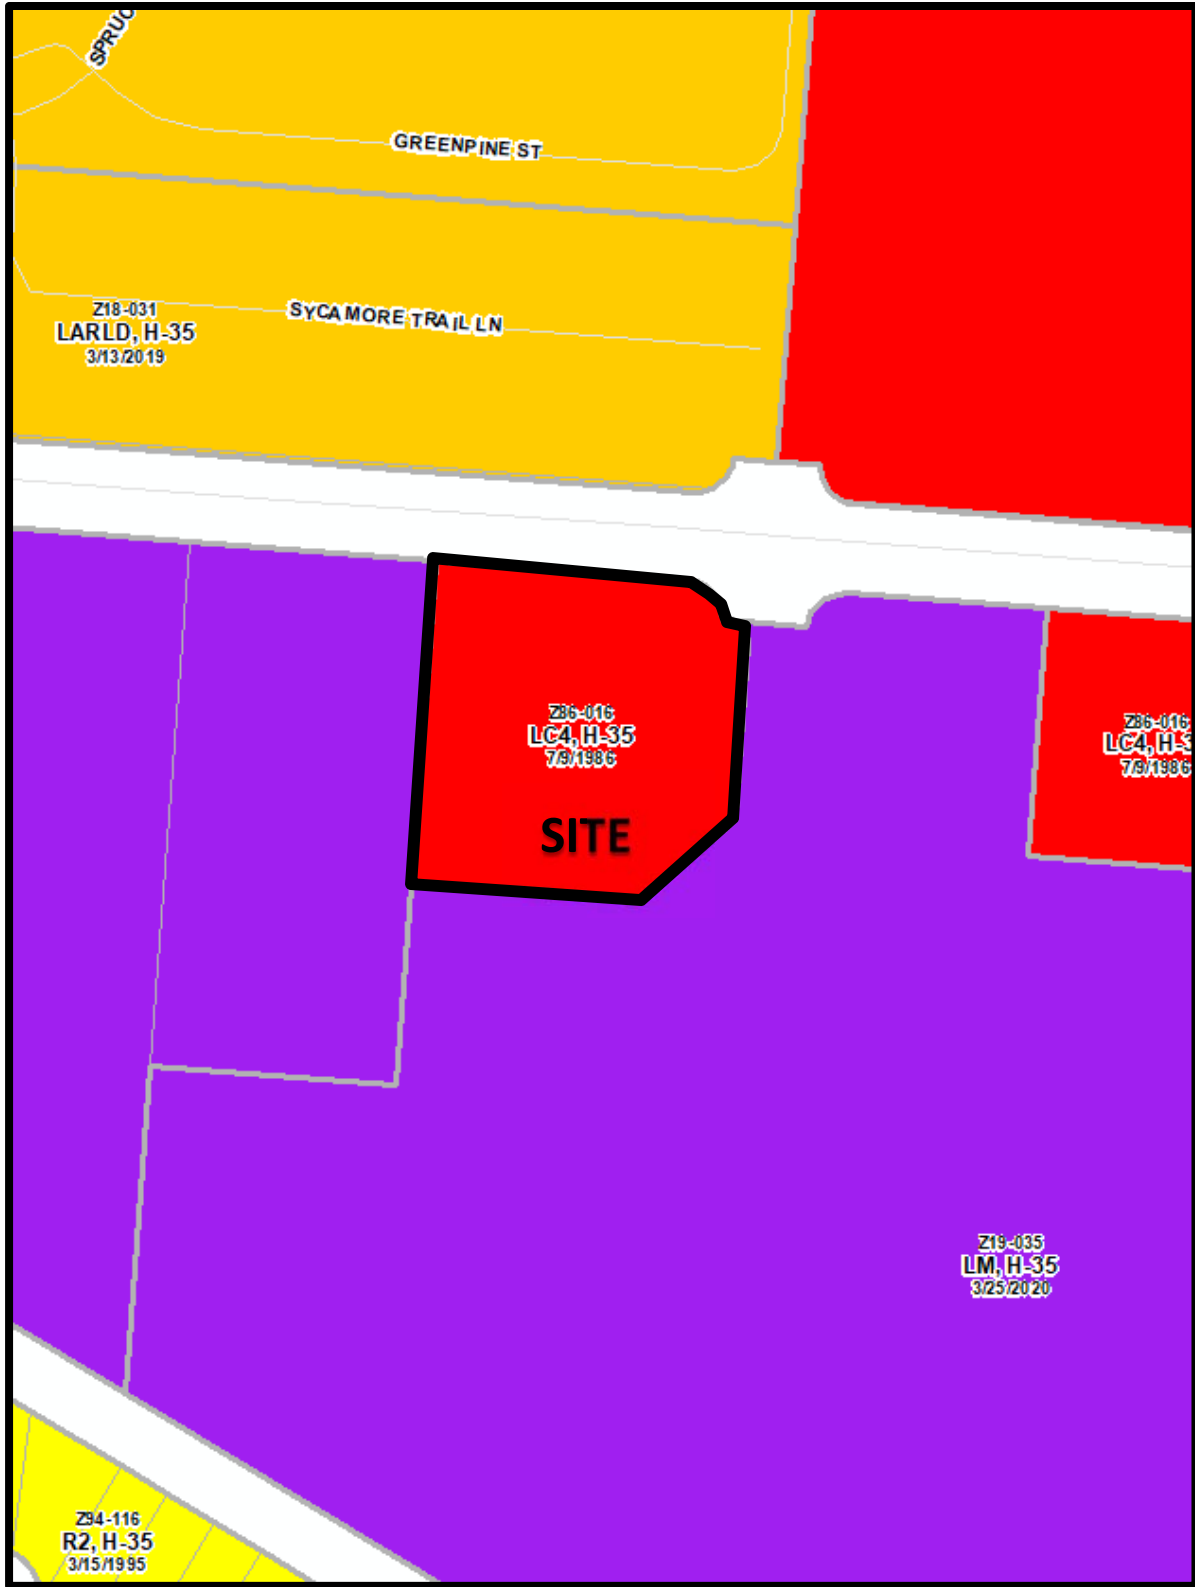 SPRUC
GREENPINE ST
SYCAMORE TRAIL LN
Z18-031
LARLD, H-35
3/13/2019
Z86-016
LC4, H-35
7/9/1986
SITE
Z86-016
LC4, H-3
7/9/1986
Z19-035
LM, H-35
3/25/2020
Z94-116
R2, H-35
3/15/1995